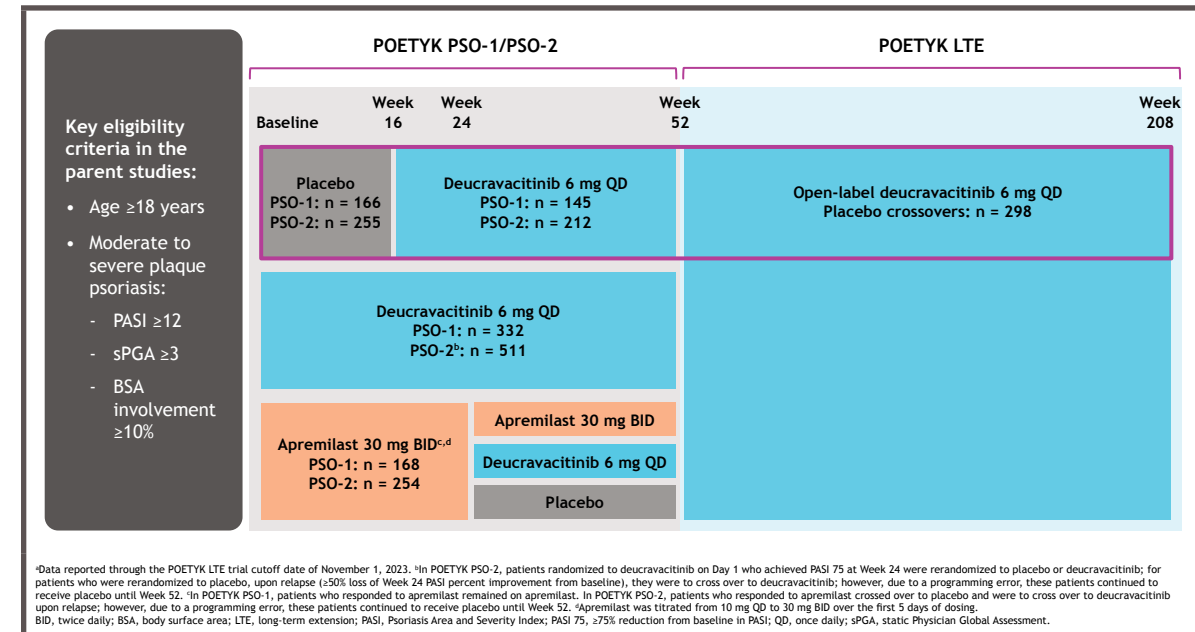 POETYK PSO-1/PSO-2
POETYK LTE
Key eligibility
criteria in the
parent studies:
• Age ≥18 years
• Moderate to
severe plaque
psoriasis:
- PASI ≥12
- sPGA ≥3
- BSA
involvement
≥10%
Baseline
Week
16
Week
24
Week
52
Week
208
Placebo
PSO-1: n = 166
PSO-2: n = 255
Deucravacitinib 6 mg QD
PSO-1: n = 145
PSO-2: n = 212
Open-label deucravacitinib 6 mg QD
Placebo crossovers: n = 298
Deucravacitinib 6 mg QD
PSO-1: n = 332
PSO-2ᵇ: n = 511
Apremilast 30 mg BIDᶜ,ᵈ
PSO-1: n = 168
PSO-2: n = 254
Apremilast 30 mg BID
Deucravacitinib 6 mg QD
Placebo
ᵃData reported through the POETYK LTE trial cutoff date of November 1, 2023. ᵇIn POETYK PSO-2, patients randomized to deucravacitinib on Day 1 who achieved PASI 75 at Week 24 were rerandomized to placebo or deucravacitinib; for
patients who were rerandomized to placebo, upon relapse (≥50% loss of Week 24 PASI percent improvement from baseline), they were to cross over to deucravacitinib; however, due to a programming error, these patients continued to
receive placebo until Week 52. ᶜIn POETYK PSO-1, patients who responded to apremilast remained on apremilast. In POETYK PSO-2, patients who responded to apremilast crossed over to placebo and were to cross over to deucravacitinib
upon relapse; however, due to a programming error, these patients continued to receive placebo until Week 52. ᵈApremilast was titrated from 10 mg QD to 30 mg BID over the first 5 days of dosing.
BID, twice daily; BSA, body surface area; LTE, long-term extension; PASI, Psoriasis Area and Severity Index; PASI 75, ≥75% reduction from baseline in PASI; QD, once daily; sPGA, static Physician Global Assessment.